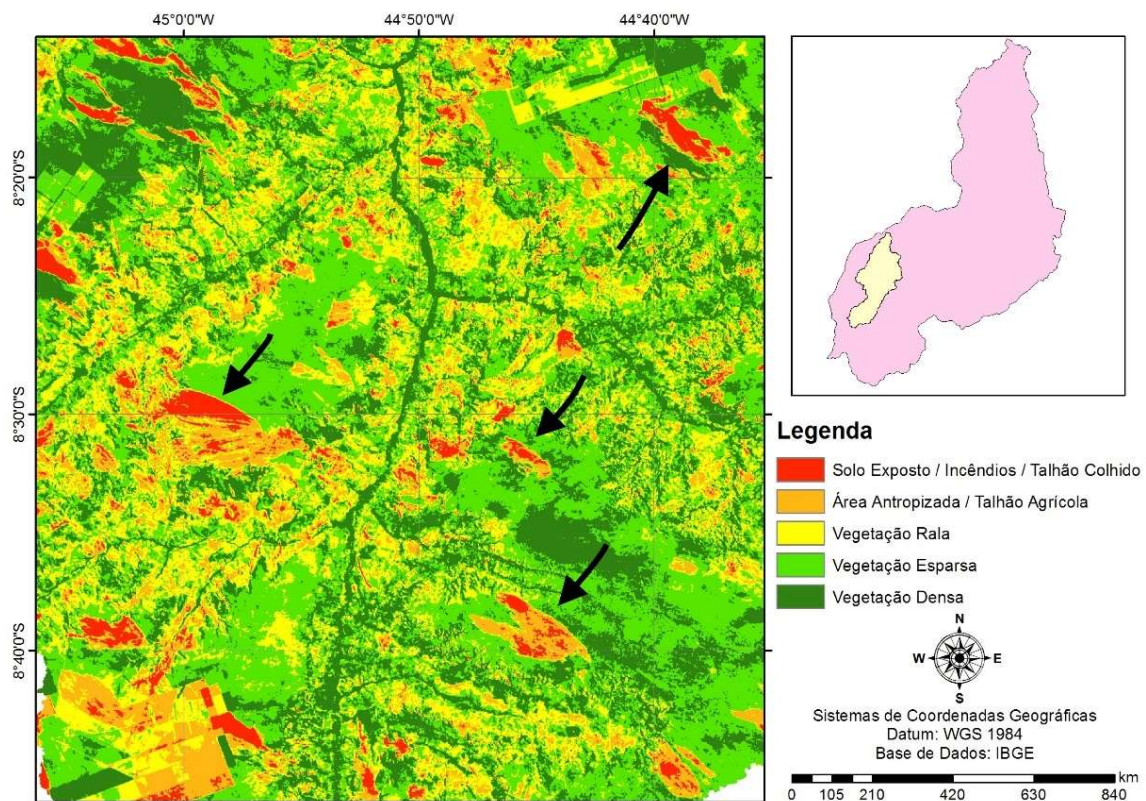 45°0'0"W
44°50'0"W
44°40'0"W
8°20'0"S
8°30'0"S
8°40'0"S
Legenda
Solo Exposto / Incêndios / Talhão Colhido
Área Antropizada / Talhão Agrícola
Vegetação Rala
Vegetação Esparsa
Vegetação Densa
N
W
E
S
Sistemas de Coordenadas Geográficas
Datum: WGS 1984
Base de Dados: IBGE
km
0 105 210 420 630 840